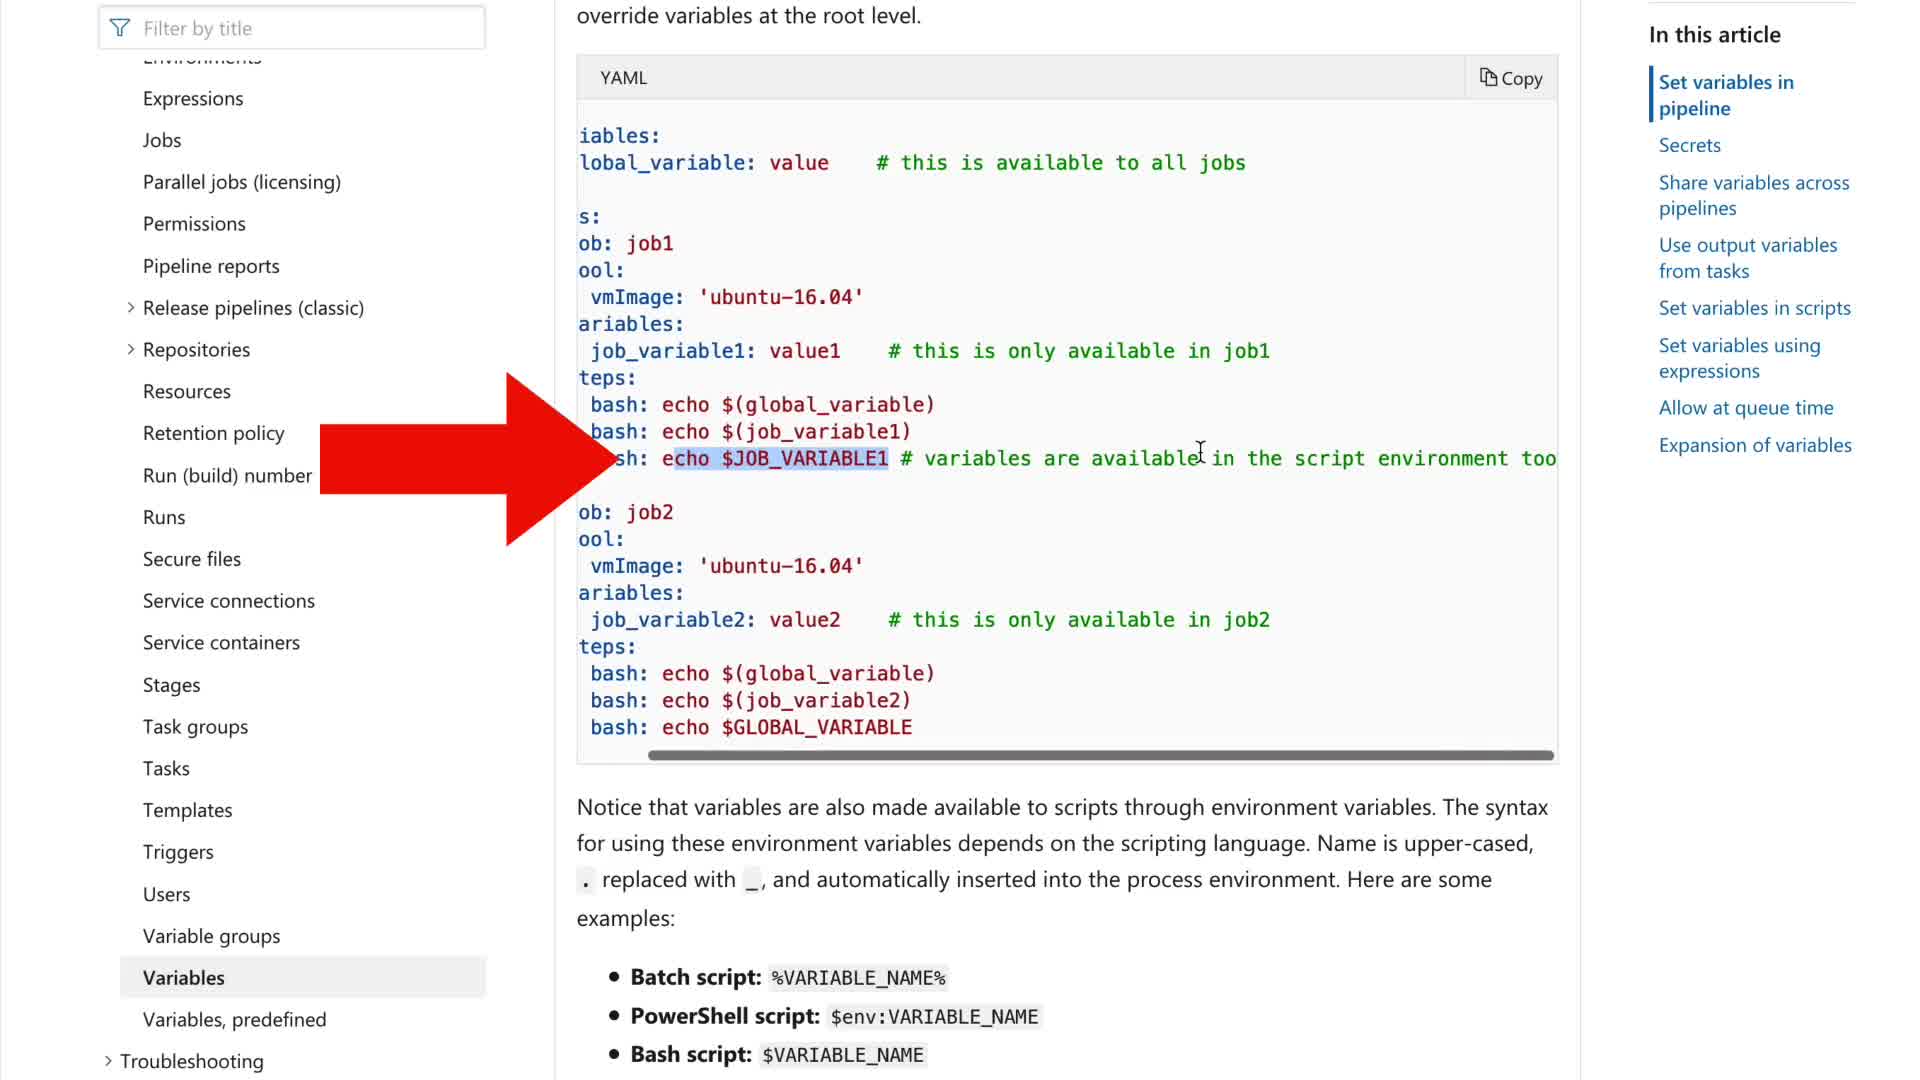 Filter by title
Environments
Expressions
Jobs
Parallel jobs (licensing)
Permissions
Pipeline reports
Release pipelines (classic)
Repositories
Resources
Retention policy
Run (build) number
Runs
Secure files
Service connections
Service containers
Stages
Task groups
Tasks
Templates
Triggers
Users
Variable groups
Variables
Variables, predefined
Troubleshooting
override variables at the root level.
YAML
Copy
iables:
lobal_variable: value    # this is available to all jobs
s:
ob: job1
ool:
vmImage: 'ubuntu-16.04'
ariables:
job_variable1: value1    # this is only available in job1
teps:
bash: echo $(global_variable)
bash: echo $(job_variable1)
sh: echo $JOB_VARIABLE1 # variables are available in the script environment too
ob: job2
ool:
vmImage: 'ubuntu-16.04'
ariables:
job_variable2: value2    # this is only available in job2
teps:
bash: echo $(global_variable)
bash: echo $(job_variable2)
bash: echo $GLOBAL_VARIABLE
Notice that variables are also made available to scripts through environment variables. The syntax
for using these environment variables depends on the scripting language. Name is upper-cased,
. replaced with _, and automatically inserted into the process environment. Here are some
examples:
• Batch script: %VARIABLE_NAME%
• PowerShell script: $env:VARIABLE_NAME
• Bash script: $VARIABLE_NAME
In this article
Set variables in
pipeline
Secrets
Share variables across
pipelines
Use output variables
from tasks
Set variables in scripts
Set variables using
expressions
Allow at queue time
Expansion of variables